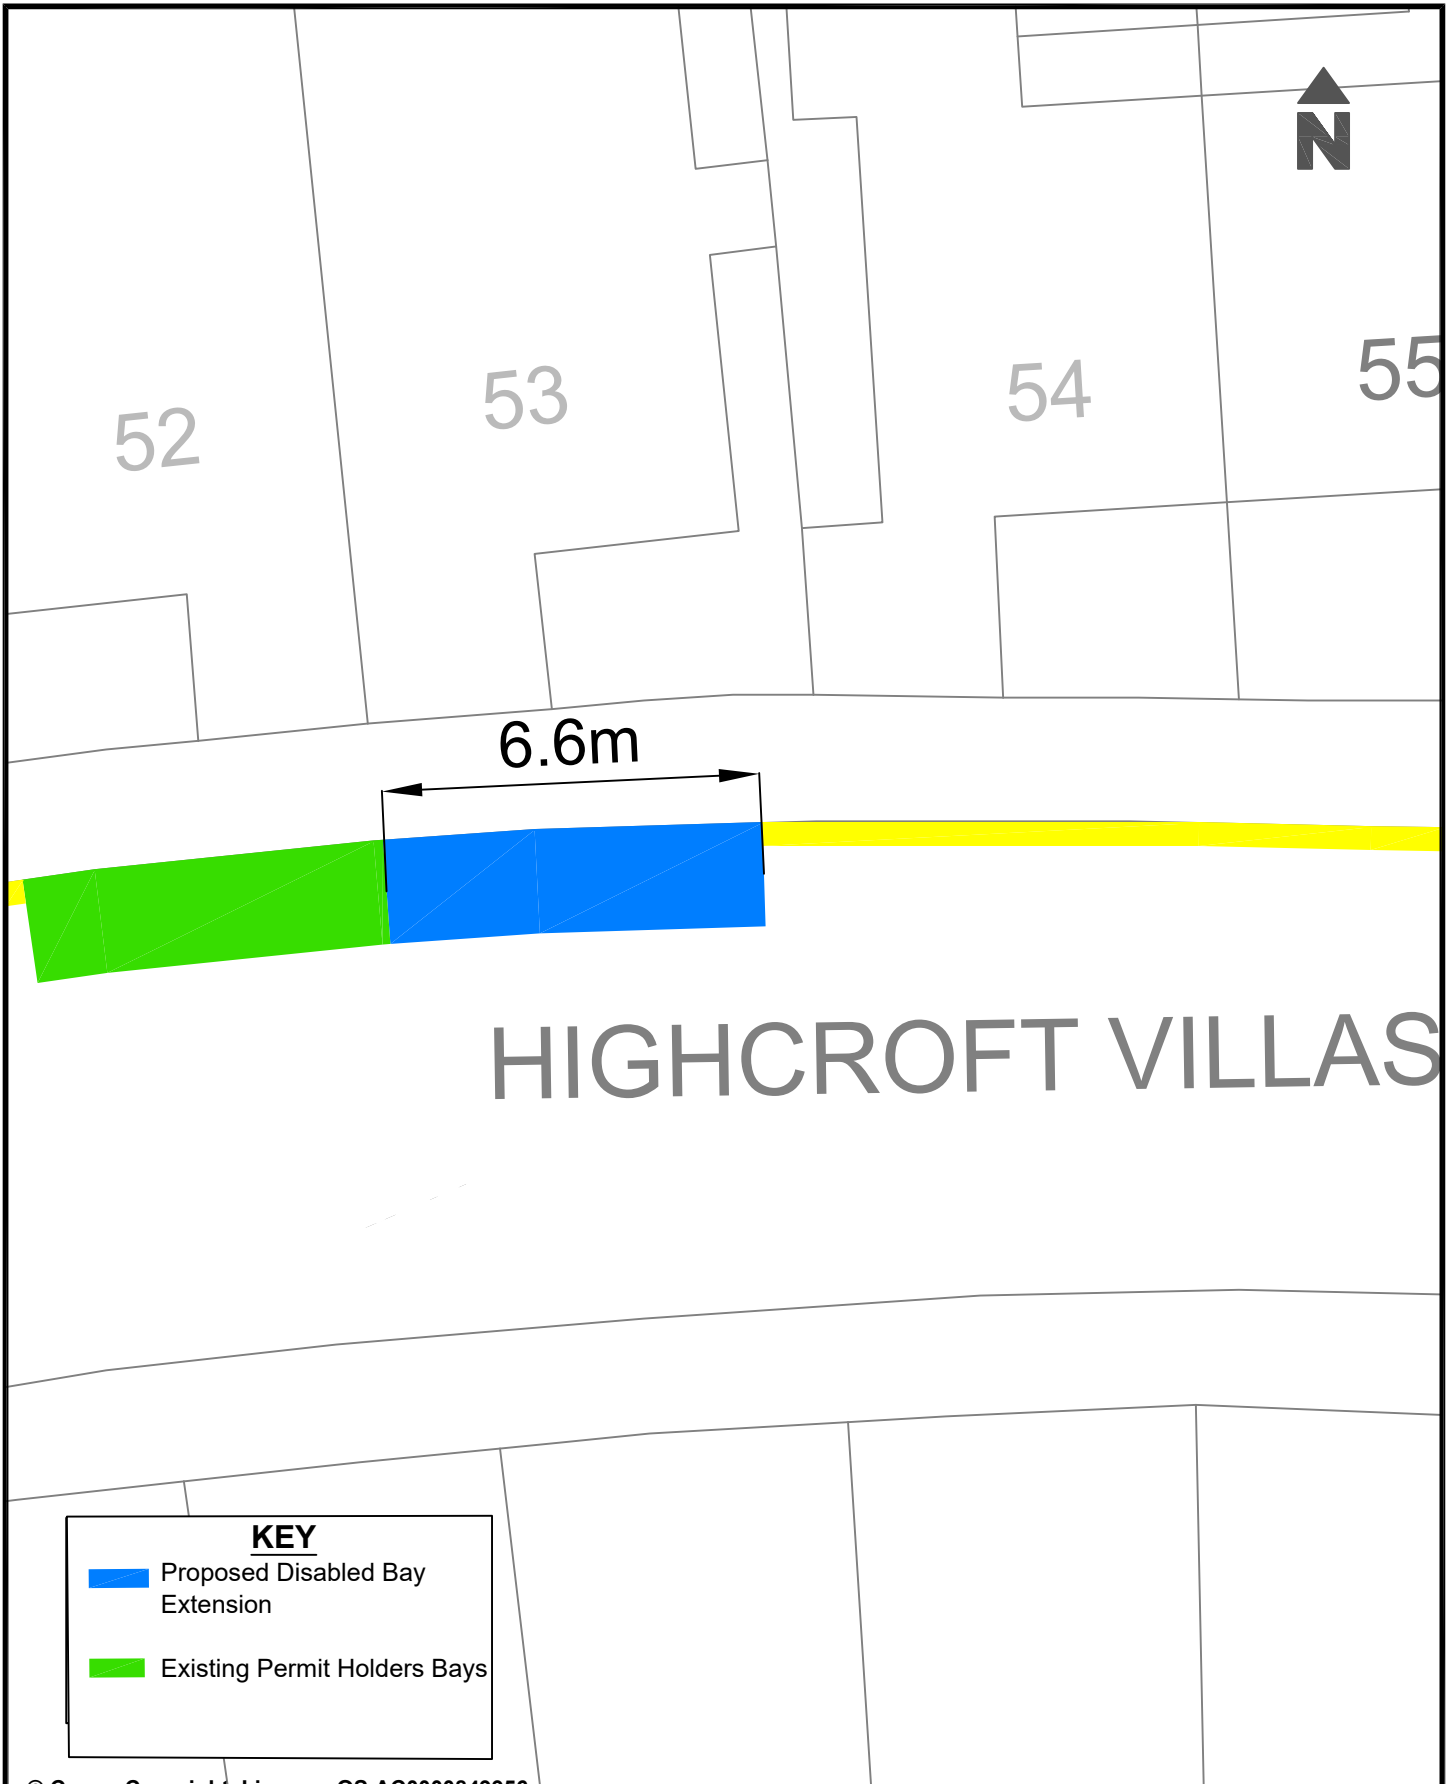 N
55
53
54
52
6.6m
HIGHCROFT VILLAS
KEY
Proposed Disabled Bay
Extension
Existing Permit Holders Bays